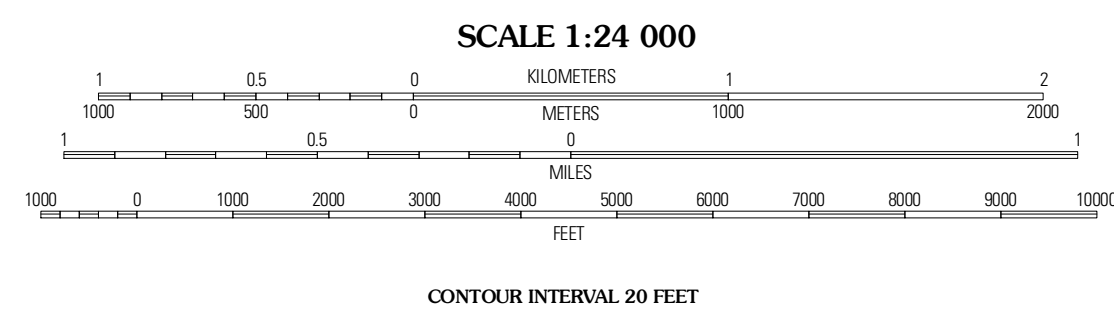 SCALE 1:24 000
1 0.5 0 KILOMETERS 1 2
1000 500 0 METERS 1000 2000
1 0.5 0 1
MILES
1000 0 1000 2000 3000 4000 5000 6000 7000 8000 9000 10000
FEET
CONTOUR INTERVAL 20 FEET